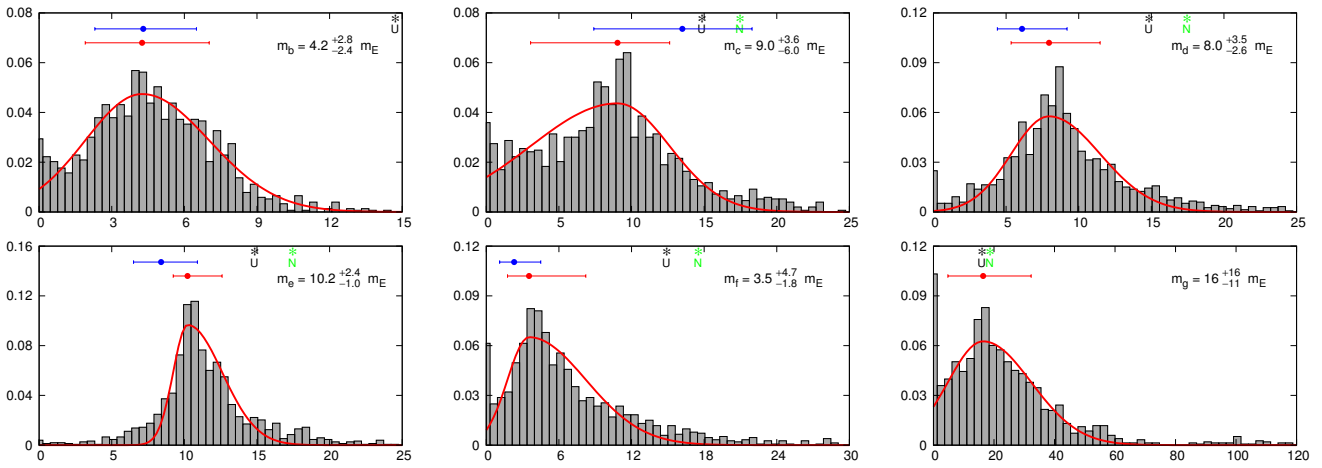 0.08
* *
U
m_b = 4.2 +2.8 −2.4 m_E
0.06
0.04
0.02
0
0 3 6 9 12 15
0.08
* *
U N
m_c = 9.0 +3.6 −6.0 m_E
0.06
0.04
0.02
0
0 5 10 15 20 25
0.12
* *
U N
m_d = 8.0 +3.5 −2.6 m_E
0.09
0.06
0.03
0
0 5 10 15 20 25
0.16
* *
U N
m_e = 10.2 +2.4 −1.0 m_E
0.12
0.08
0.04
0
0 5 10 15 20 25
0.12
* *
U N
m_f = 3.5 +4.7 −1.8 m_E
0.09
0.06
0.03
0
0 6 12 18 24 30
0.12
* *
U N
m_g = 16 +16 −11 m_E
0.09
0.06
0.03
0
0 20 40 60 80 100 120